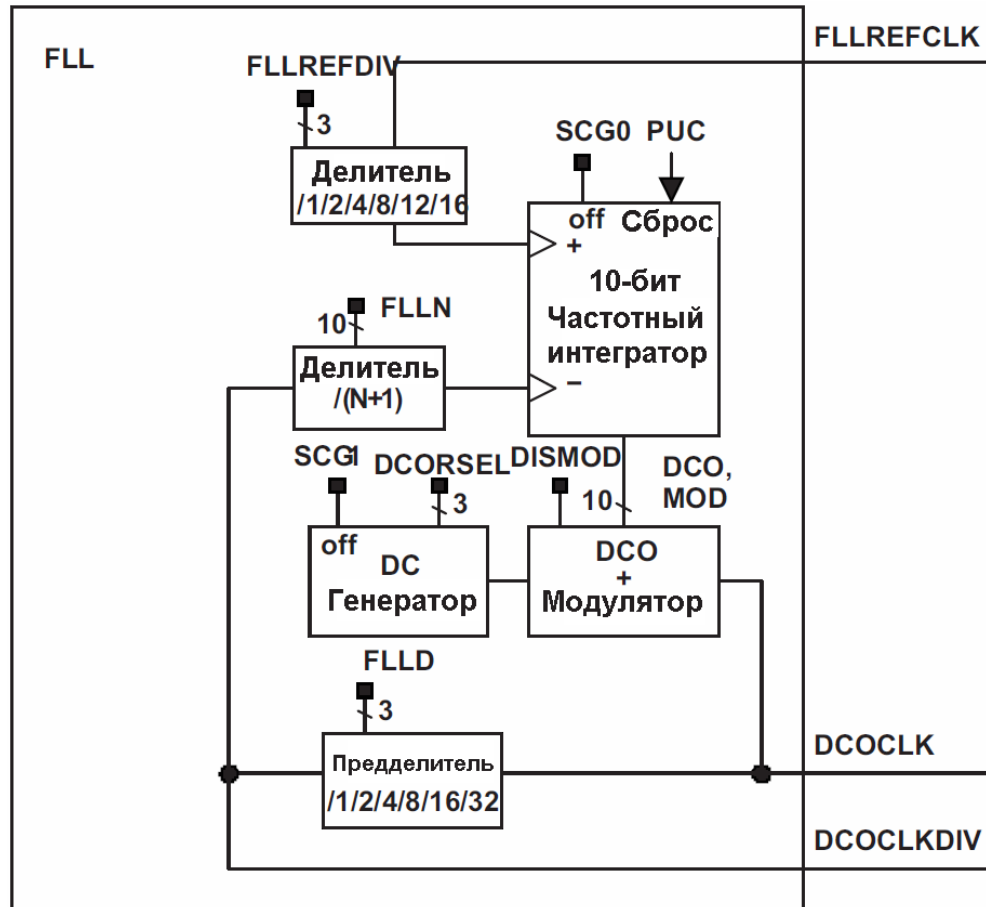 FLL
FLLREFCLK
FLLREFDIV
3
SCG0 PUC
Делитель
/1/2/4/8/12/16
off Сброс
+
10-бит
Частотный
интегратор
–
FLLN
10
Делитель
/(N+1)
SCG1
DCORSEL
DISMOD
3
10
DCO,
MOD
off
DC
Генератор
DCO
+
Модулятор
FLLD
3
Предделитель
/1/2/4/8/16/32
DCOCLK
DCOCLKDIV